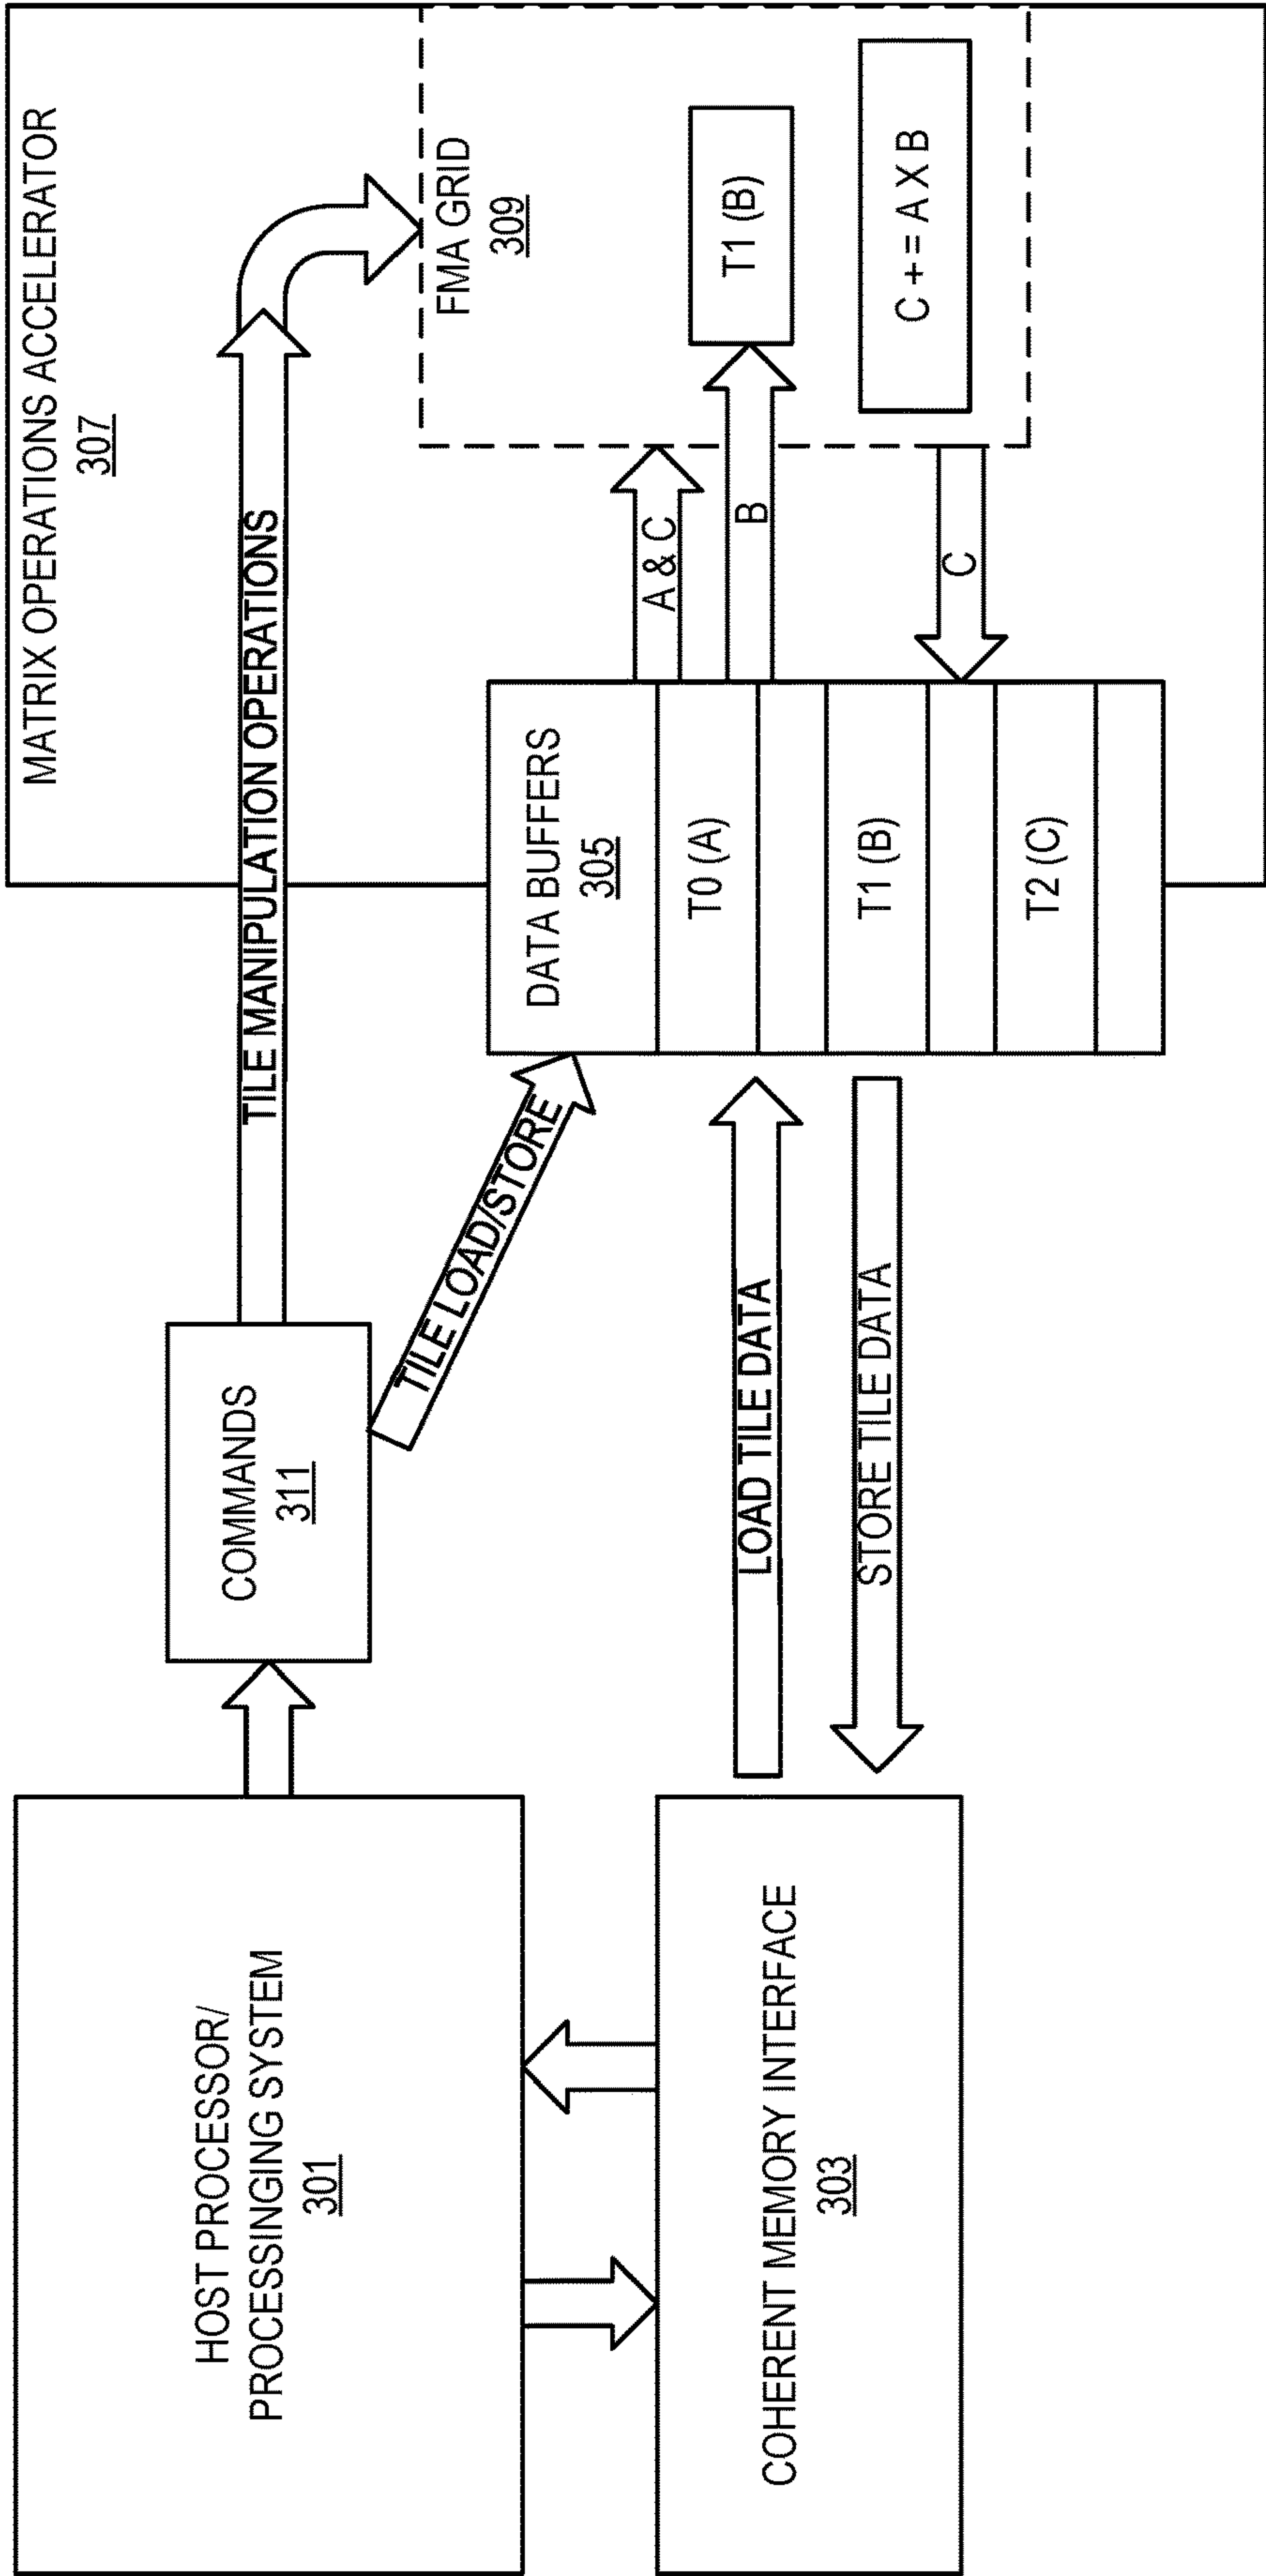 HOST PROCESSOR/
PROCESSINGING SYSTEM
301
COHERENT MEMORY INTERFACE
303
COMMANDS
311
TILE MANIPULATION OPERATIONS
TILE LOAD/STORE
LOAD TILE DATA
STORE TILE DATA
MATRIX OPERATIONS ACCELERATOR
307
DATA BUFFERS
305
T0 (A)
T1 (B)
T2 (C)
A & C
B
C
FMA GRID
309
T1 (B)
C + = A X B